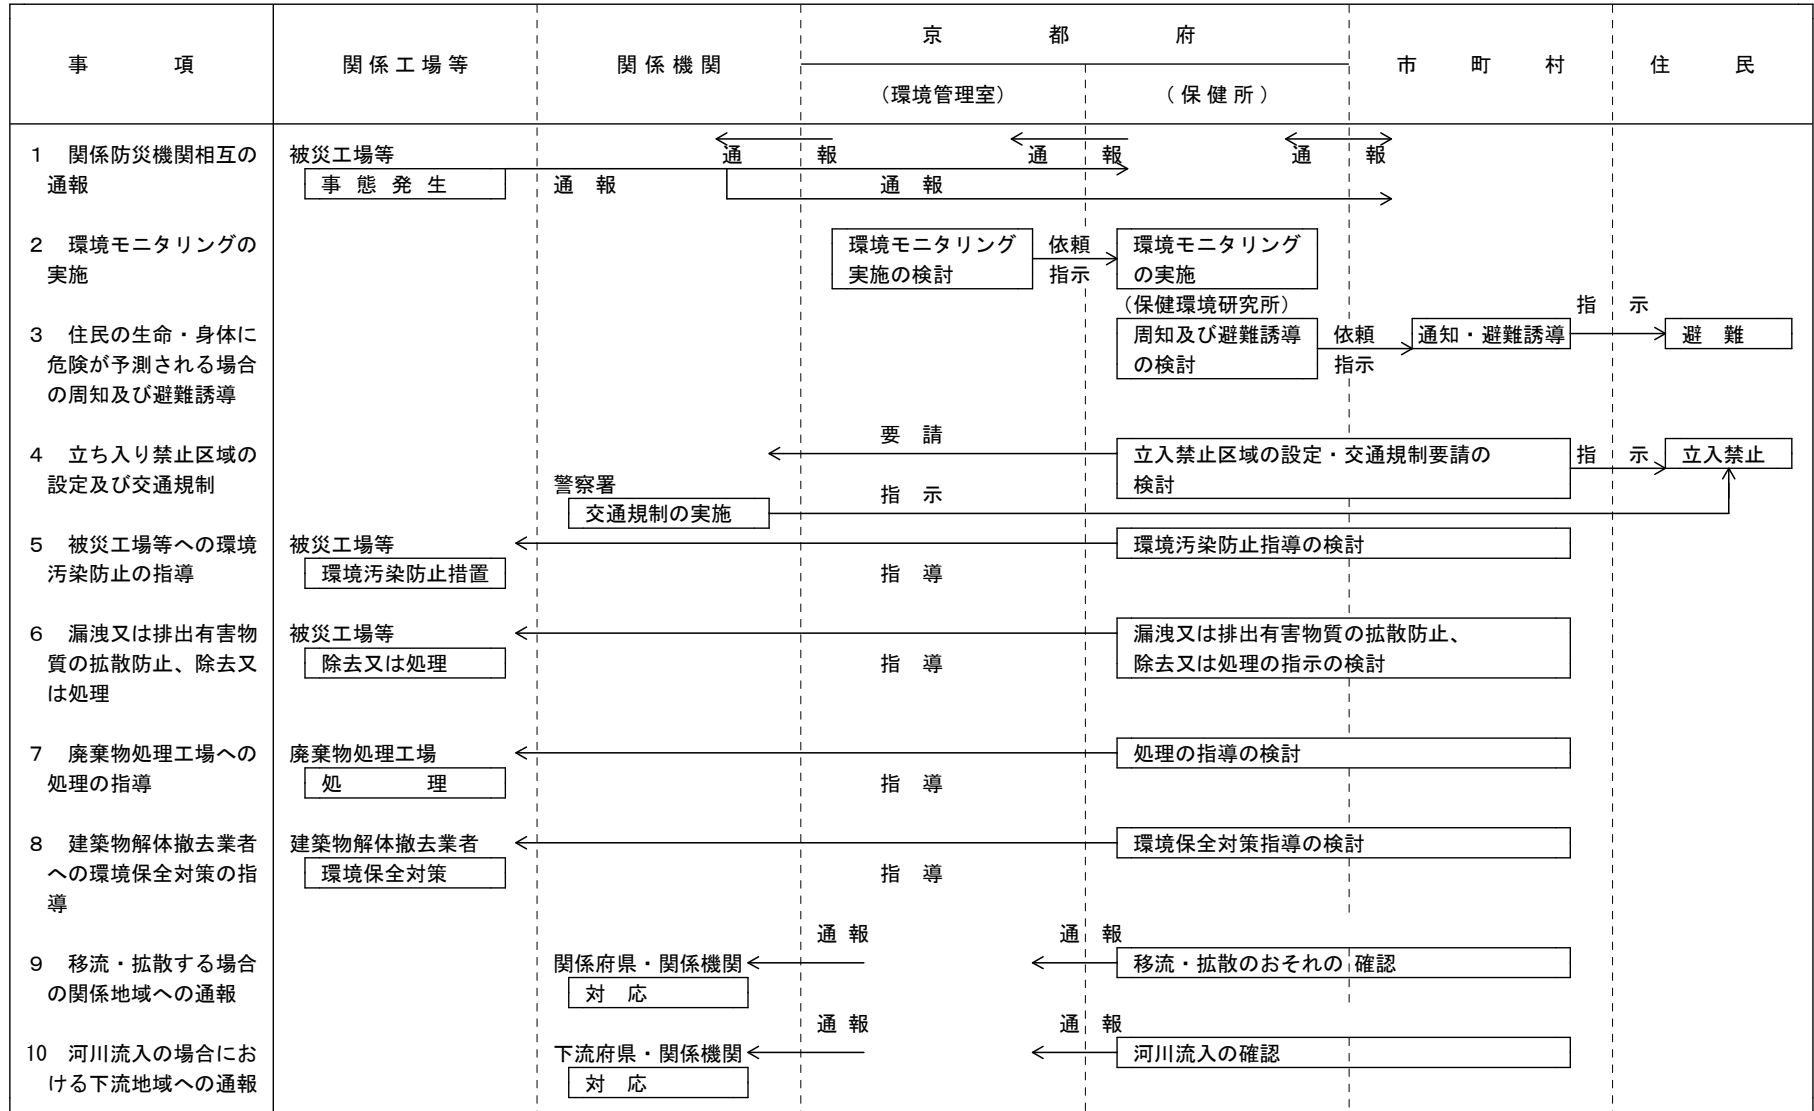 京都府
事項
関係工場等
関係機関
市町村
住民
（環境管理室）
（保健所）
1 関係防災機関相互の
通報
被災工場等
事態発生
通報
通報
通報
通報
通報
2 環境モニタリングの
実施
環境モニタリング
実施の検討
依頼
指示
環境モニタリング
の実施
（保健環境研究所）
3 住民の生命・身体に
危険が予測される場合
の周知及び避難誘導
周知及び避難誘導
の検討
依頼
指示
通知・避難誘導
指示
避難
4 立ち入り禁止区域の
設定及び交通規制
要請
立入禁止区域の設定・交通規制要請の
検討
指示
立入禁止
警察署
交通規制の実施
指示
5 被災工場等への環境
汚染防止の指導
被災工場等
環境汚染防止措置
指導
環境汚染防止指導の検討
6 漏洩又は排出有害物
質の拡散防止、除去又
は処理
被災工場等
除去又は処理
指導
漏洩又は排出有害物質の拡散防止、
除去又は処理の指示の検討
7 廃棄物処理工場への
処理の指導
廃棄物処理工場
処理
指導
処理の指導の検討
8 建築物解体撤去業者
への環境保全対策の指
導
建築物解体撤去業者
環境保全対策
指導
環境保全対策指導の検討
9 移流・拡散する場合
の関係地域への通報
関係府県・関係機関
対応
通報
通報
移流・拡散のおそれの確認
10 河川流入の場合にお
ける下流地域への通報
下流府県・関係機関
対応
通報
通報
河川流入の確認